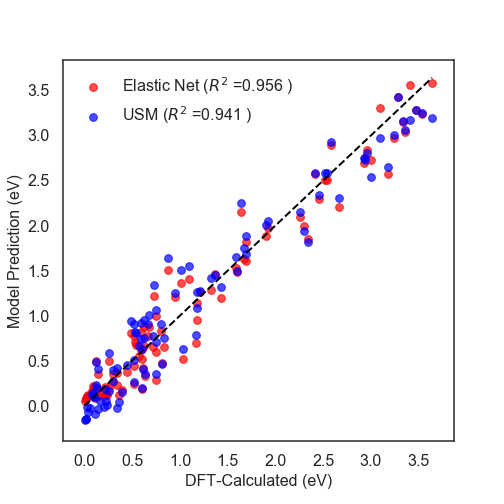 Elastic Net (R² =0.956 )
USM (R² =0.941 )
Model Prediction (eV)
3.5
3.0
2.5
2.0
1.5
1.0
0.5
0.0
0.0 0.5 1.0 1.5 2.0 2.5 3.0 3.5
DFT-Calculated (eV)